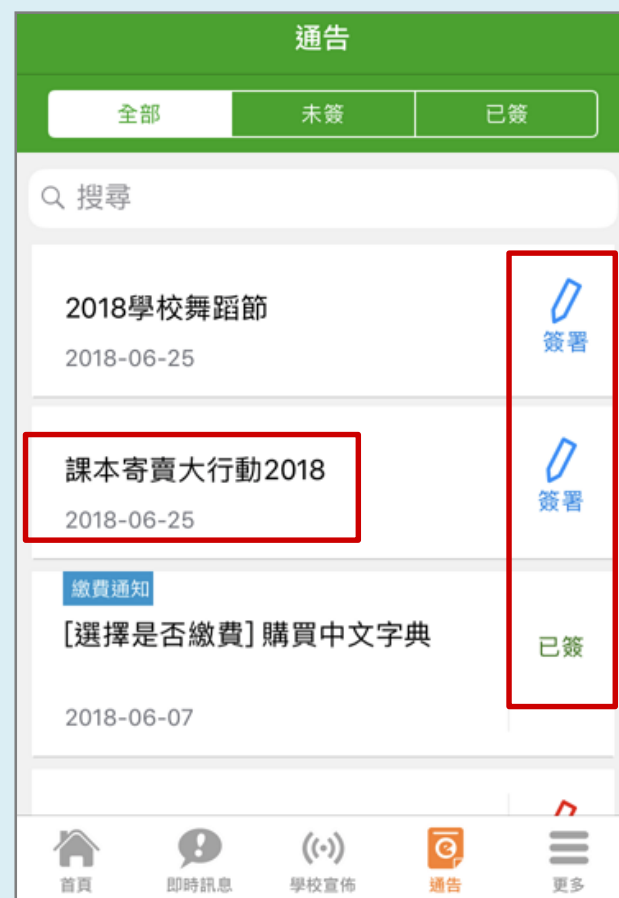 通告
全部 未簽 已簽
搜尋
2018學校舞蹈節
2018-06-25
簽署
課本寄賣大行動2018
2018-06-25
簽署
繳費通知
[選擇是否繳費] 購買中文字典
已簽
2018-06-07
首頁 即時訊息 學校宣佈 通告 更多